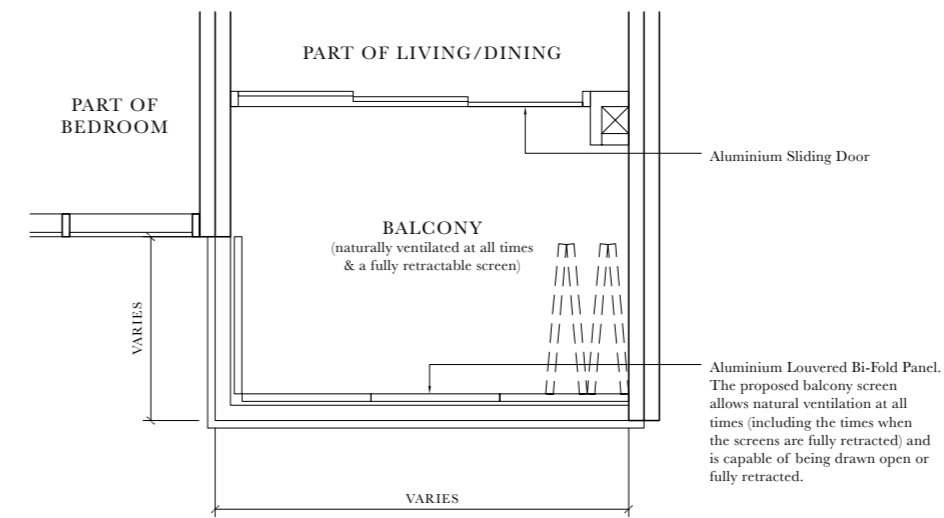 PART OF LIVING/DINING
PART OF
BEDROOM
Aluminium Sliding Door
BALCONY
(naturally ventilated at all times
& a fully retractable screen)
VARIES
Aluminium Louvered Bi-Fold Panel.
The proposed balcony screen
allows natural ventilation at all
times (including the times when
the screens are fully retracted) and
is capable of being drawn open or
fully retracted.
VARIES